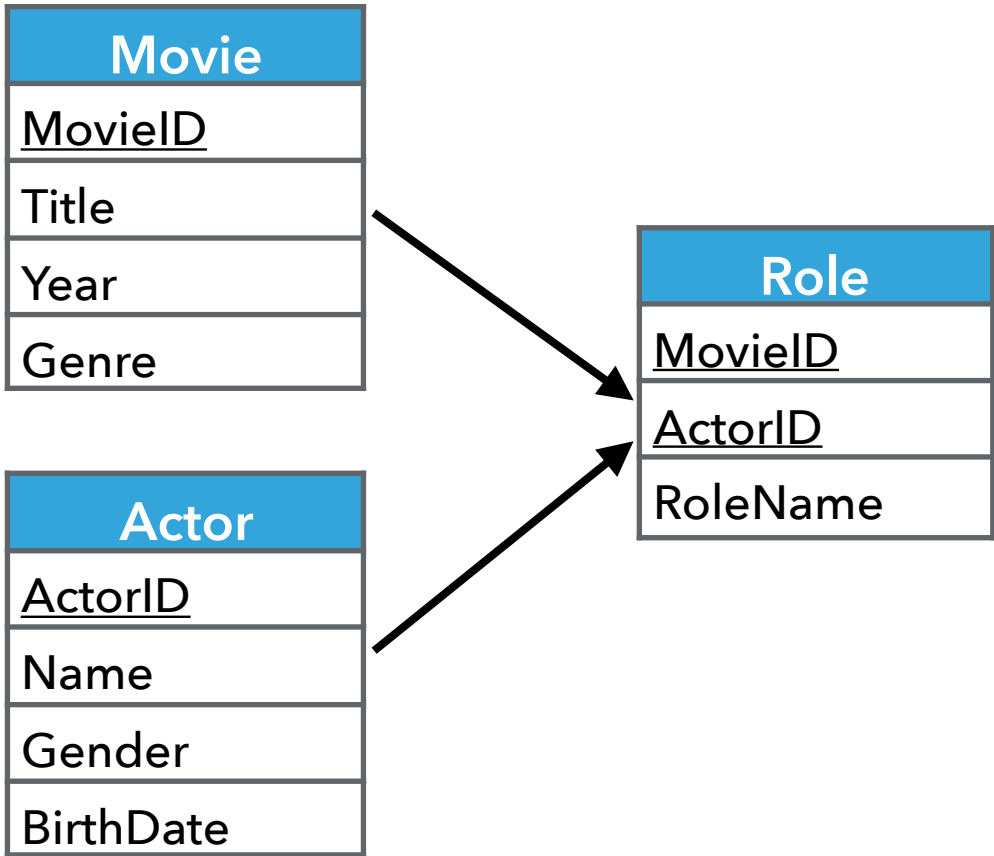 Movie
MovieID
Title
Year
Genre
Actor
ActorID
Name
Gender
BirthDate
Role
MovieID
ActorID
RoleName